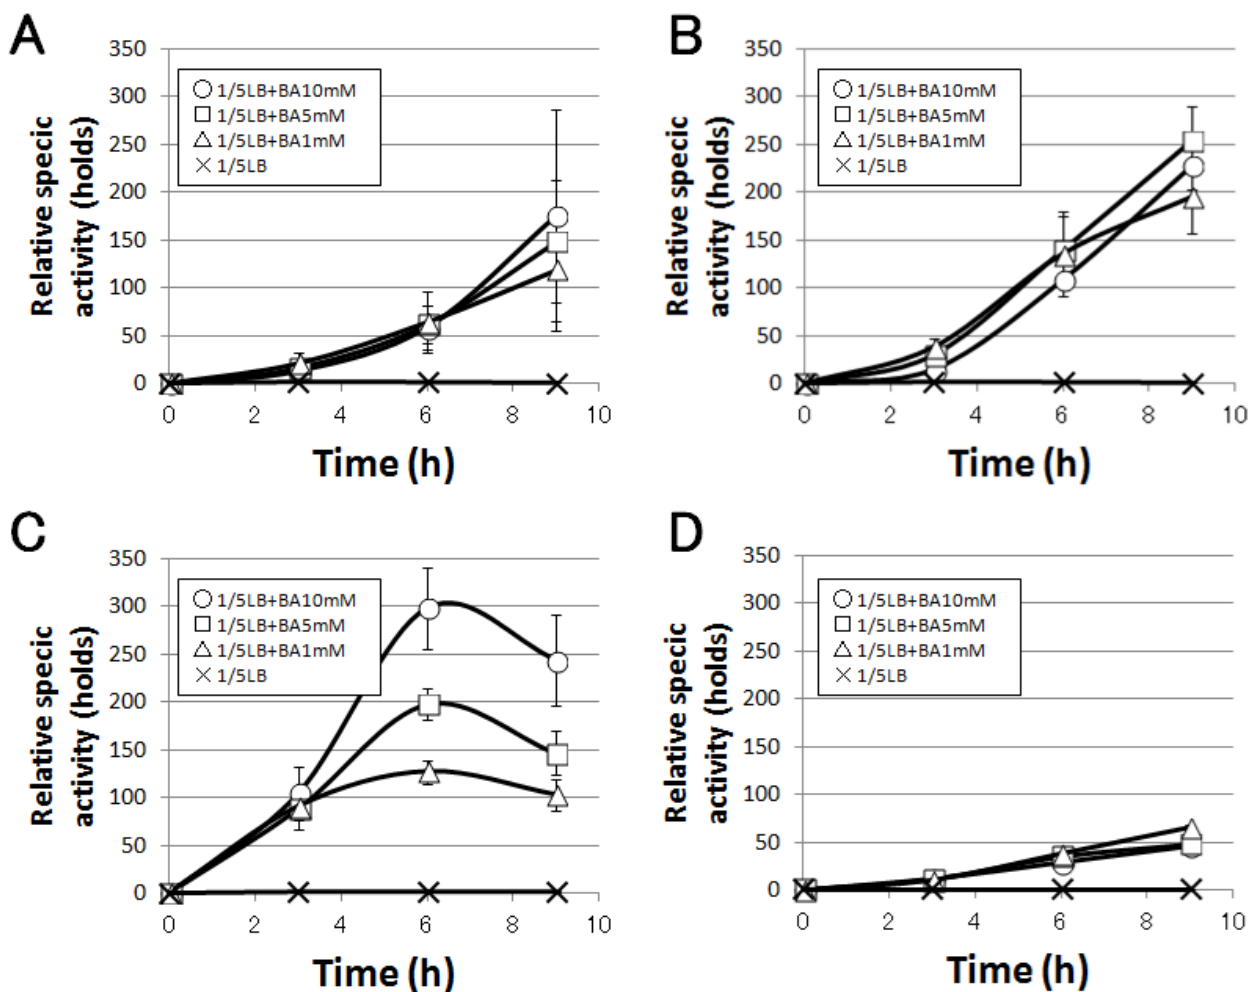 A
Relative specic
activity (holds)
350
300
250
200
150
100
50
0
1/5LB+BA10mM
1/5LB+BA5mM
1/5LB+BA1mM
1/5LB
0 2 4 6 8 10
Time (h)
B
Relative specic
activity (holds)
350
300
250
200
150
100
50
0
1/5LB+BA10mM
1/5LB+BA5mM
1/5LB+BA1mM
1/5LB
0 2 4 6 8 10
Time (h)
C
Relative specic
activity (holds)
350
300
250
200
150
100
50
0
1/5LB+BA10mM
1/5LB+BA5mM
1/5LB+BA1mM
1/5LB
0 2 4 6 8 10
Time (h)
D
Relative specic
activity (holds)
350
300
250
200
150
100
50
0
1/5LB+BA10mM
1/5LB+BA5mM
1/5LB+BA1mM
1/5LB
0 2 4 6 8 10
Time (h)